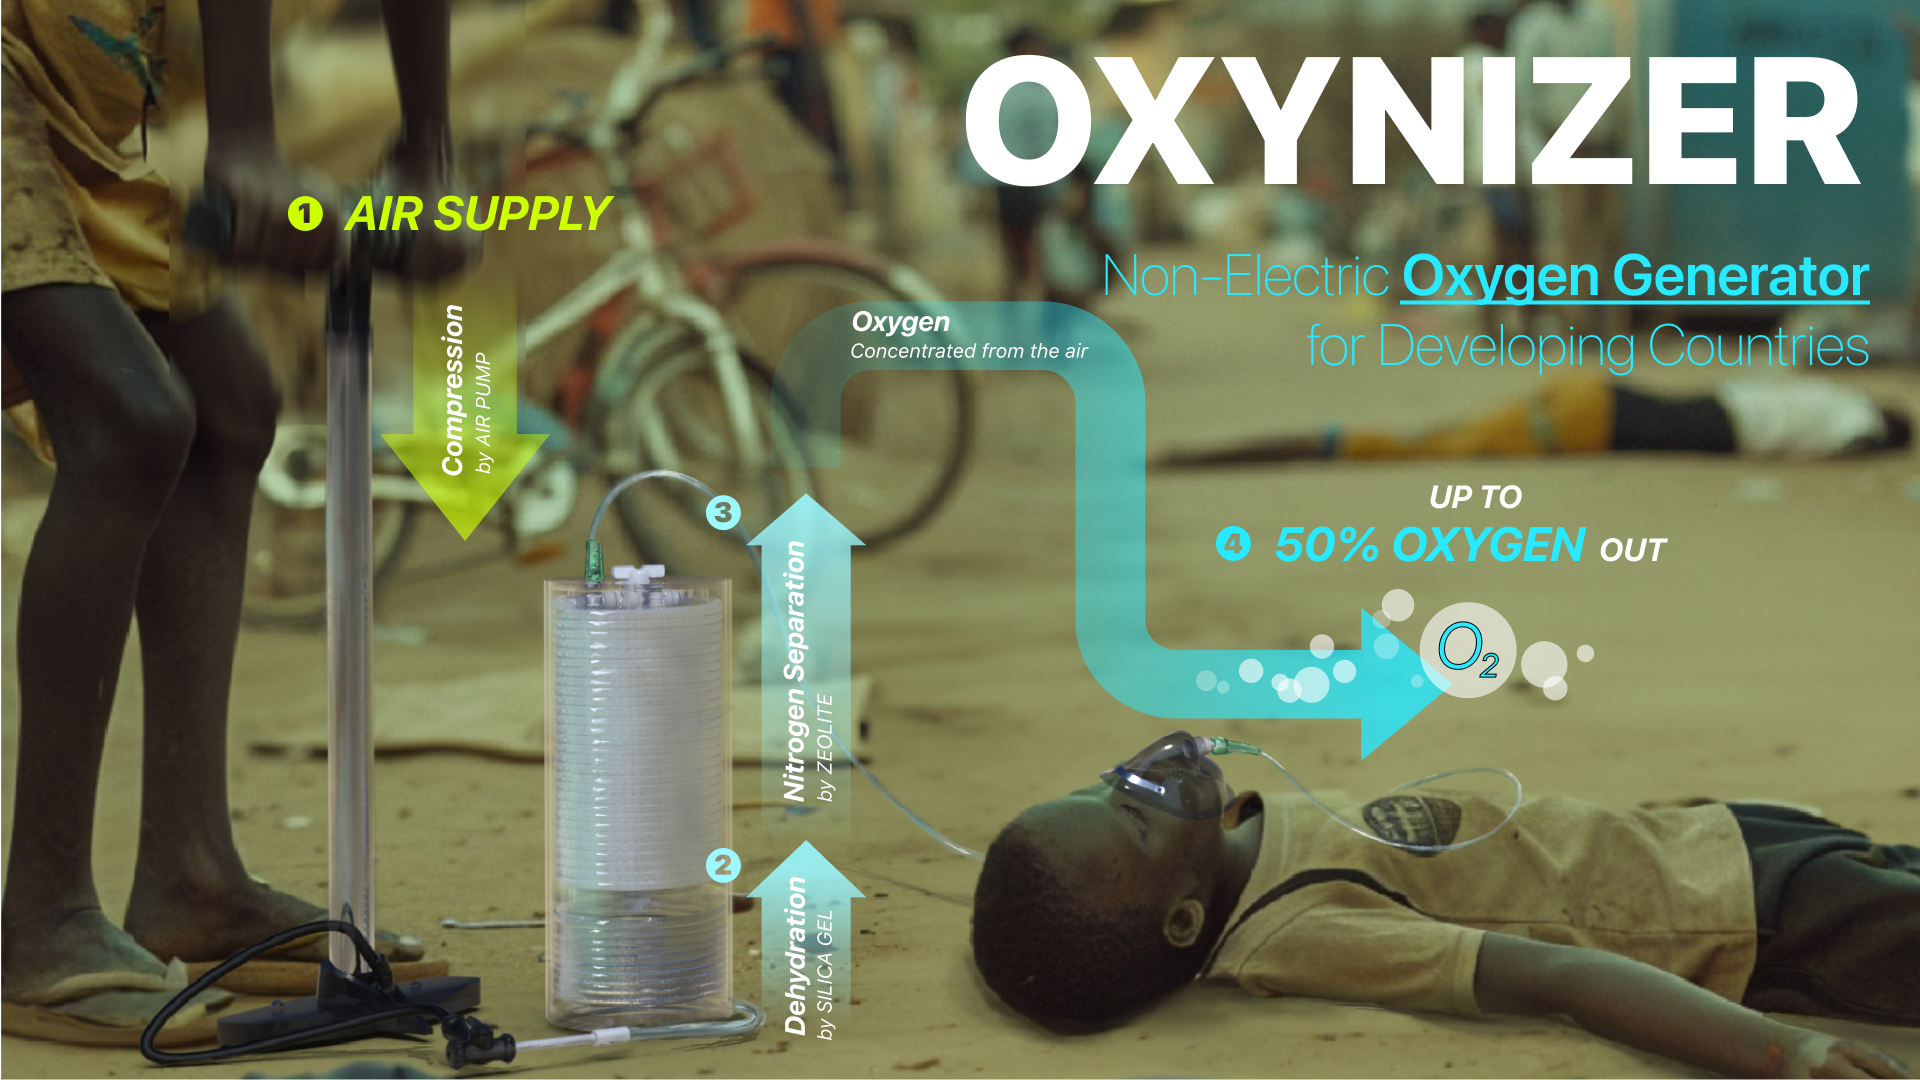 OXYNIZER
Non-Electric Oxygen Generator
for Developing Countries
1 AIR SUPPLY
Compression
by AIR PUMP
2
Dehydration
by SILICA GEL
3
Nitrogen Separation
by ZEOLITE
Oxygen
Concentrated from the air
UP TO
4 50% OXYGEN OUT
O2